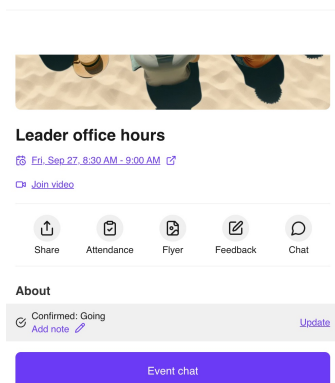 Leader office hours
Fri, Sep 27, 8:30 AM - 9:00 AM
Join video
Share Attendance Flyer Feedback Chat
About
Confirmed: Going
Add note
Update
Event chat